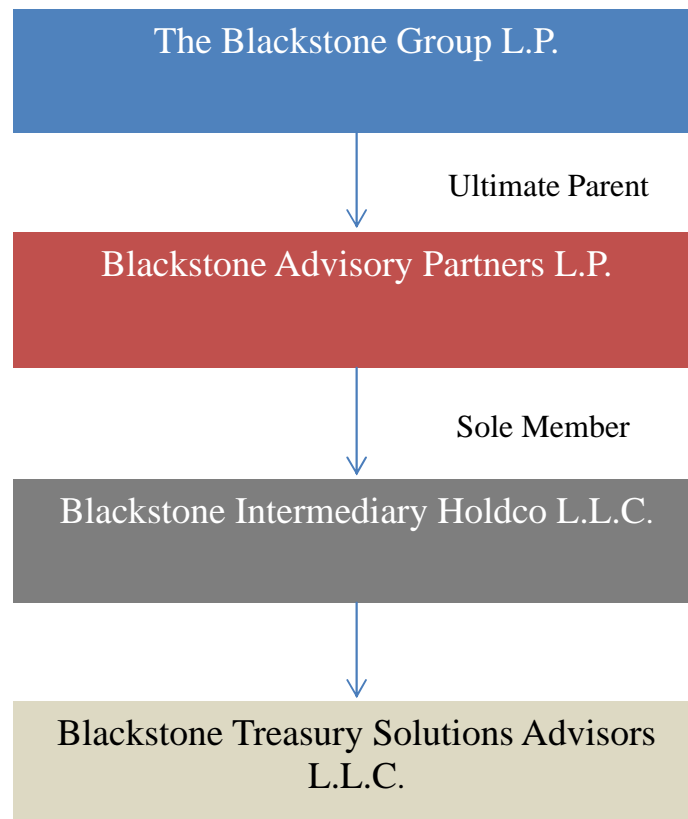 The Blackstone Group L.P.
Ultimate Parent
Blackstone Advisory Partners L.P.
Sole Member
Blackstone Intermediary Holdco L.L.C.
Blackstone Treasury Solutions Advisors
L.L.C.